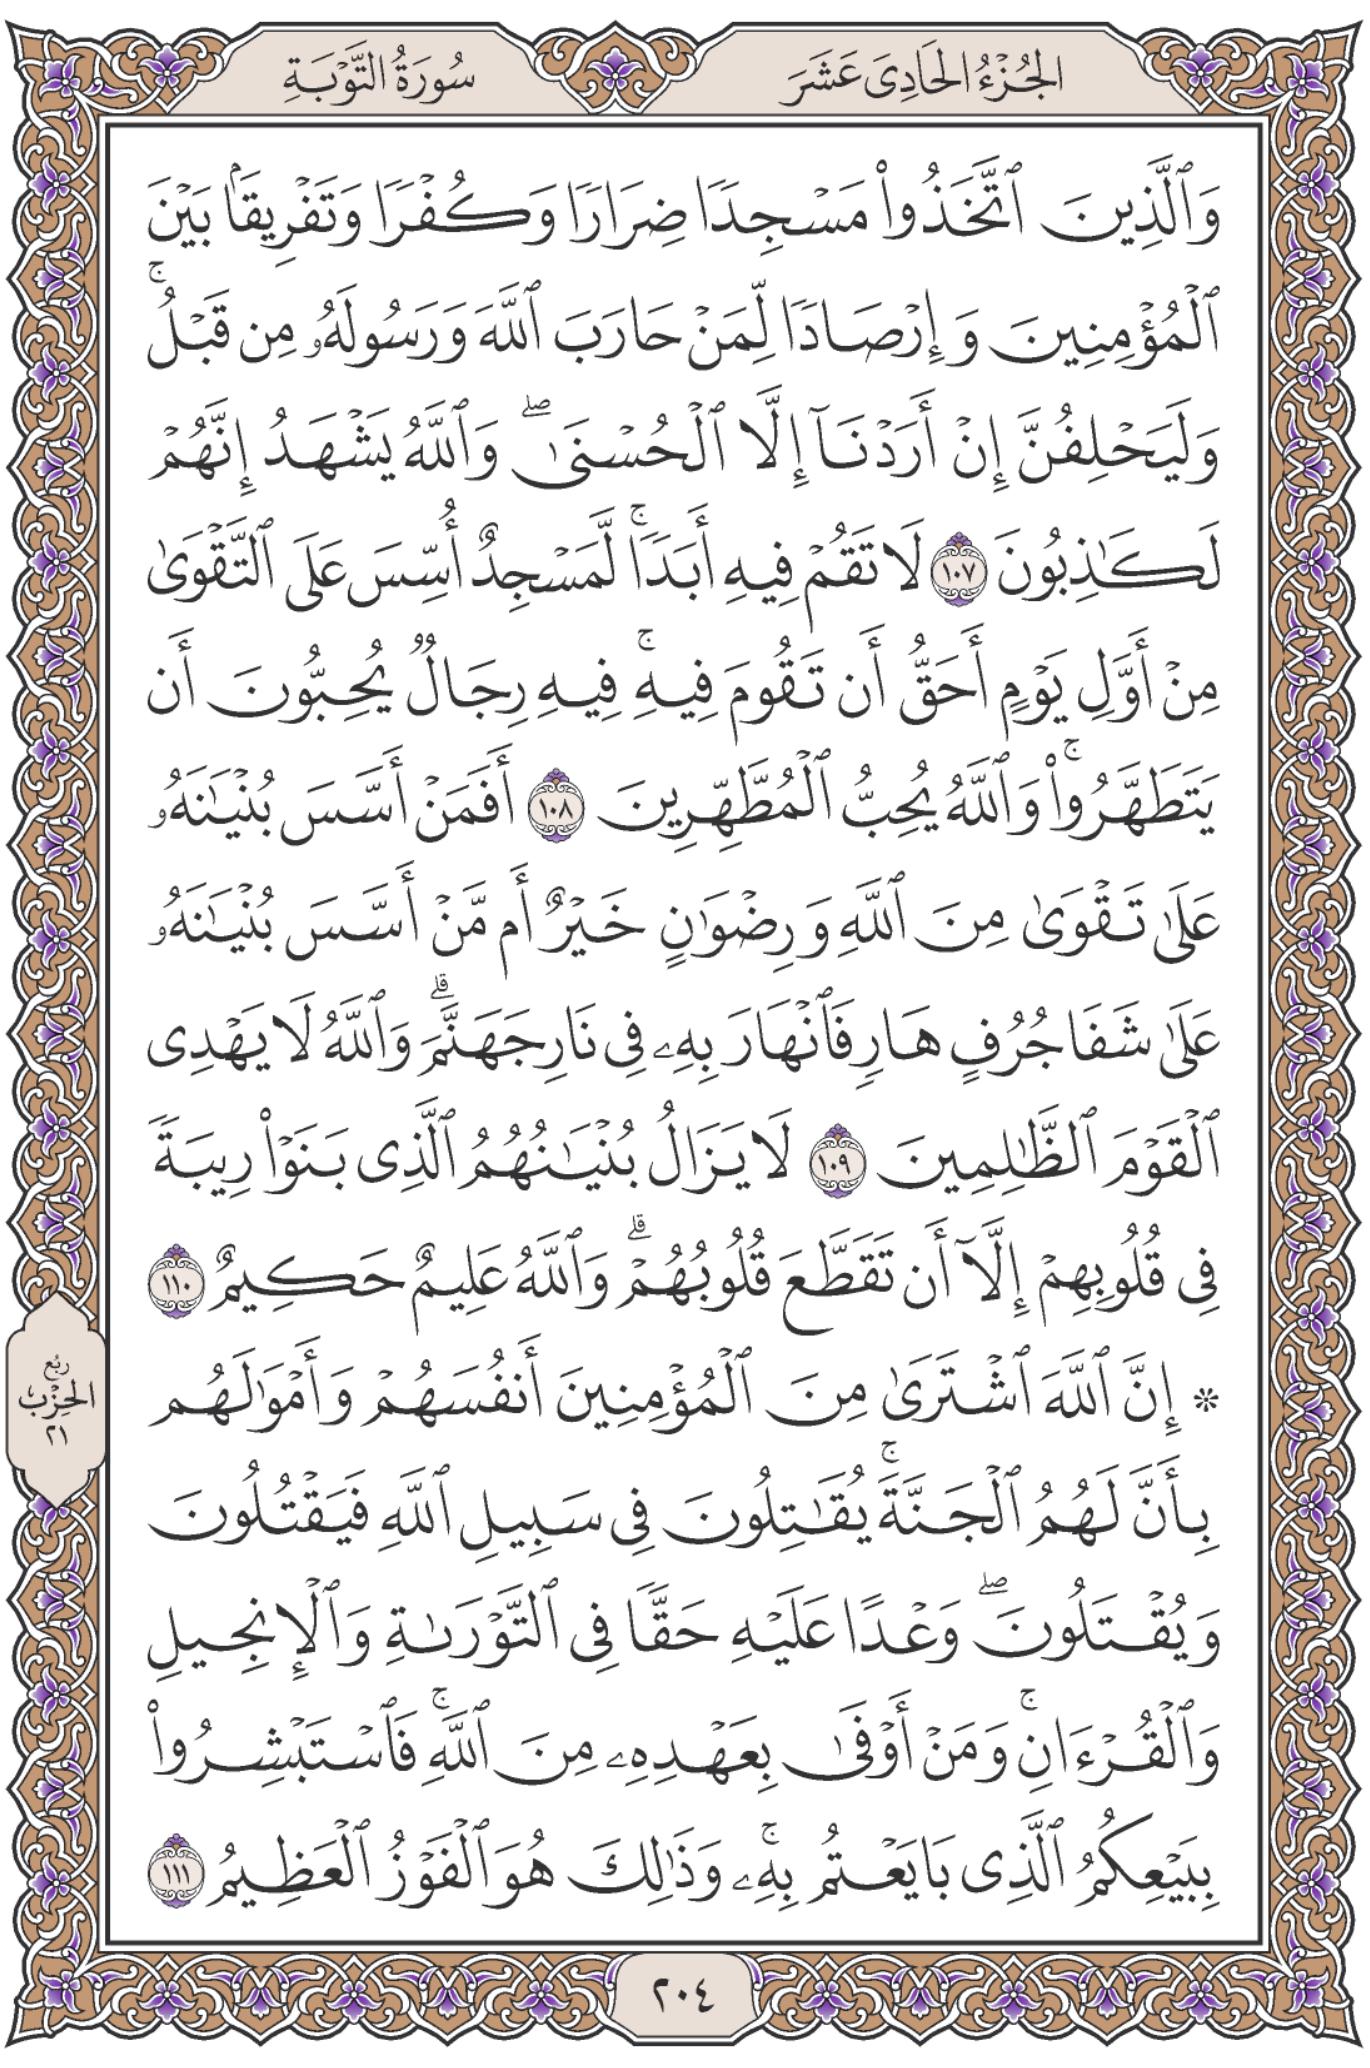 الجُزْءُ الحَادِيَ عَشَرَ
سُورَةُ التَّوْبَةِ
وَٱلَّذِينَ ٱتَّخَذُوا۟ مَسْجِدًا ضِرَارًا وَكُفْرًا وَتَفْرِيقًۢا بَيْنَ
ٱلْمُؤْمِنِينَ وَإِرْصَادًا لِّمَنْ حَارَبَ ٱللَّهَ وَرَسُولَهُۥ مِن قَبْلُ ۚ
وَلَيَحْلِفُنَّ إِنْ أَرَدْنَآ إِلَّا ٱلْحُسْنَىٰ ۖ وَٱللَّهُ يَشْهَدُ إِنَّهُمْ
لَكَـٰذِبُونَ ١٠٧ لَا تَقُمْ فِيهِ أَبَدًا ۚ لَّمَسْجِدٌ أُسِّسَ عَلَى ٱلتَّقْوَىٰ
مِنْ أَوَّلِ يَوْمٍ أَحَقُّ أَن تَقُومَ فِيهِ ۚ فِيهِ رِجَالٌ يُحِبُّونَ أَن
يَتَطَهَّرُوا۟ ۚ وَٱللَّهُ يُحِبُّ ٱلْمُطَّهِّرِينَ ١٠٨ أَفَمَنْ أَسَّسَ بُنْيَـٰنَهُۥ
عَلَىٰ تَقْوَىٰ مِنَ ٱللَّهِ وَرِضْوَٰنٍ خَيْرٌ أَم مَّنْ أَسَّسَ بُنْيَـٰنَهُۥ
عَلَىٰ شَفَا جُرُفٍ هَارٍ فَٱنْهَارَ بِهِۦ فِى نَارِ جَهَنَّمَ ۗ وَٱللَّهُ لَا يَهْدِى
ٱلْقَوْمَ ٱلظَّـٰلِمِينَ ١٠٩ لَا يَزَالُ بُنْيَـٰنُهُمُ ٱلَّذِى بَنَوْا۟ رِيبَةً
فِى قُلُوبِهِمْ إِلَّآ أَن تَقَطَّعَ قُلُوبُهُمْ ۗ وَٱللَّهُ عَلِيمٌ حَكِيمٌ ١١٠
۞ إِنَّ ٱللَّهَ ٱشْتَرَىٰ مِنَ ٱلْمُؤْمِنِينَ أَنفُسَهُمْ وَأَمْوَٰلَهُم
بِأَنَّ لَهُمُ ٱلْجَنَّةَ ۚ يُقَـٰتِلُونَ فِى سَبِيلِ ٱللَّهِ فَيَقْتُلُونَ
وَيُقْتَلُونَ ۖ وَعْدًا عَلَيْهِ حَقًّا فِى ٱلتَّوْرَىٰةِ وَٱلْإِنجِيلِ
وَٱلْقُرْءَانِ ۚ وَمَنْ أَوْفَىٰ بِعَهْدِهِۦ مِنَ ٱللَّهِ ۚ فَٱسْتَبْشِرُوا۟
بِبَيْعِكُمُ ٱلَّذِى بَايَعْتُم بِهِۦ ۚ وَذَٰلِكَ هُوَ ٱلْفَوْزُ ٱلْعَظِيمُ ١١١
رُبُع
الحِزْب
٢١
٢٠٤